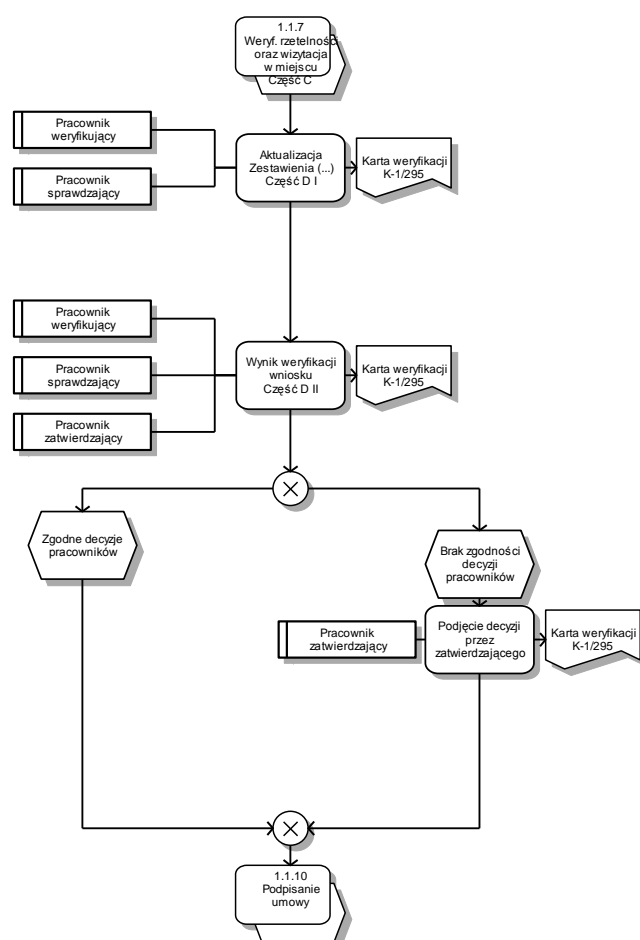 1.1.7
Weryf. rzetelności
oraz wizytacja
w miejscu
Część C
Pracownik
weryfikujący
Pracownik
sprawdzający
Aktualizacja
Zestawienia (...)
Część D I
Karta weryfikacji
K-1/295
Pracownik
weryfikujący
Pracownik
sprawdzający
Pracownik
zatwierdzający
Wynik weryfikacji
wniosku
Część D II
Karta weryfikacji
K-1/295
Zgodne decyzje
pracowników
Brak zgodności
decyzji
pracowników
Pracownik
zatwierdzający
Podjęcie decyzji
przez
zatwierdzającego
Karta weryfikacji
K-1/295
1.1.10
Podpisanie
umowy